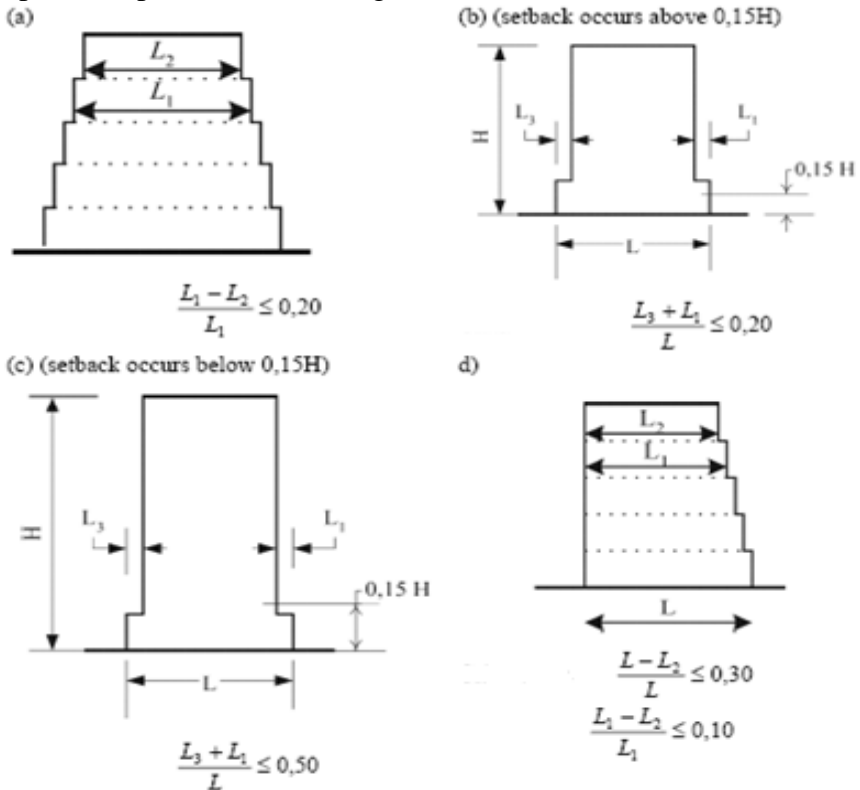 (a)
(b) (setback occurs above 0,15H)
L₂
L₁
H
L₃
L₁
0,15 H
L
(L₁ − L₂)/L₁ ≤ 0,20
(L₃ + L₁)/L ≤ 0,20
(c) (setback occurs below 0,15H)
d)
H
L₃
L₁
0,15 H
L
L₂
L₁
L
(L₃ + L₁)/L ≤ 0,50
(L − L₂)/L ≤ 0,30
(L₁ − L₂)/L₁ ≤ 0,10